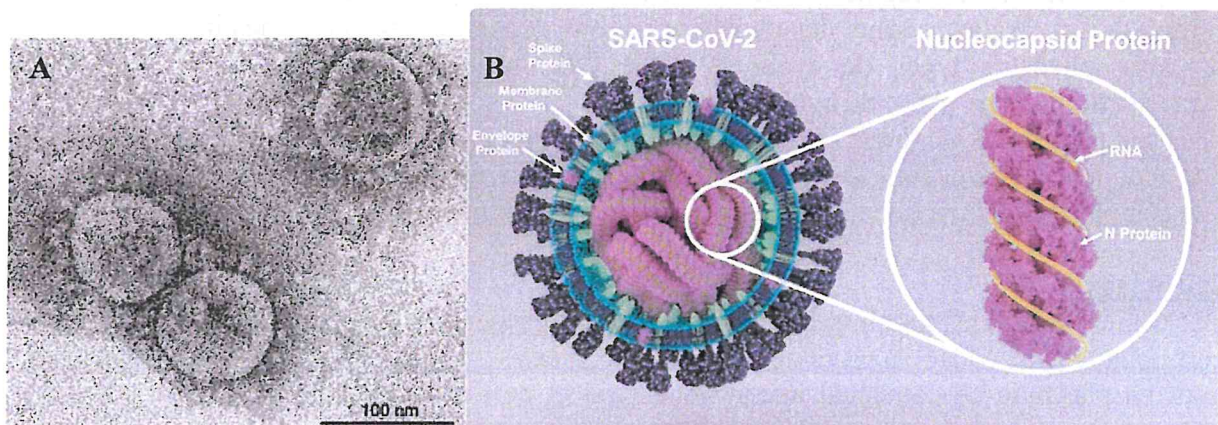 A
100 nm
B
SARS-CoV-2
Spike
Protein
Membrane
Protein
Envelope
Protein
Nucleocapsid Protein
RNA
N Protein